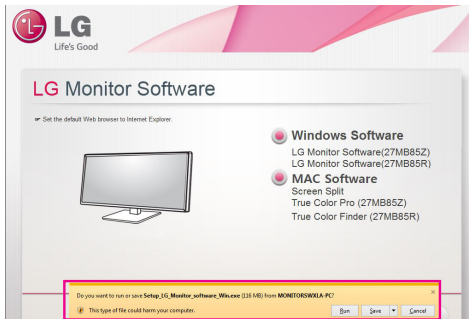 LG
Life's Good
LG Monitor Software
☞ Set the default Web browser to Internet Explorer.
Windows Software
LG Monitor Software(27MB85Z)
LG Monitor Software(27MB85R)
MAC Software
Screen Split
True Color Pro (27MB85Z)
True Color Finder (27MB85R)
Do you want to run or save Setup_LG_Monitor_software_Win.exe (116 MB) from MONITORSWXLA-PC?
This type of file could harm your computer.
Run Save Cancel